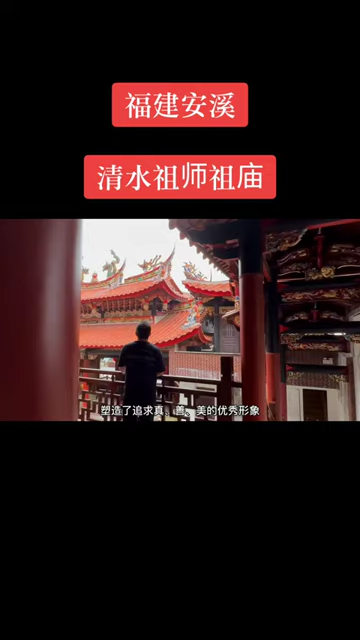 福建安溪
清水祖师祖庙
塑造了追求真、善、美的优秀形象